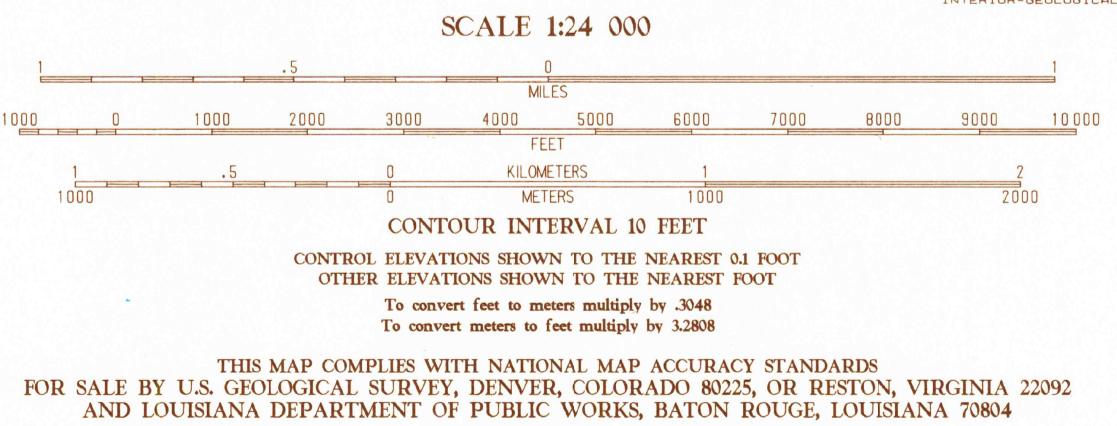 INTERIOR-GEOLOGICAL
SCALE 1:24 000
1 .5 0 1
MILES
1000 0 1000 2000 3000 4000 5000 6000 7000 8000 9000 10 000
FEET
1 .5 0 KILOMETERS 1 2
1000 0 METERS 1000 2000
CONTOUR INTERVAL 10 FEET
CONTROL ELEVATIONS SHOWN TO THE NEAREST 0.1 FOOT
OTHER ELEVATIONS SHOWN TO THE NEAREST FOOT
To convert feet to meters multiply by .3048
To convert meters to feet multiply by 3.2808
THIS MAP COMPLIES WITH NATIONAL MAP ACCURACY STANDARDS
FOR SALE BY U.S. GEOLOGICAL SURVEY, DENVER, COLORADO 80225, OR RESTON, VIRGINIA 22092
AND LOUISIANA DEPARTMENT OF PUBLIC WORKS, BATON ROUGE, LOUISIANA 70804